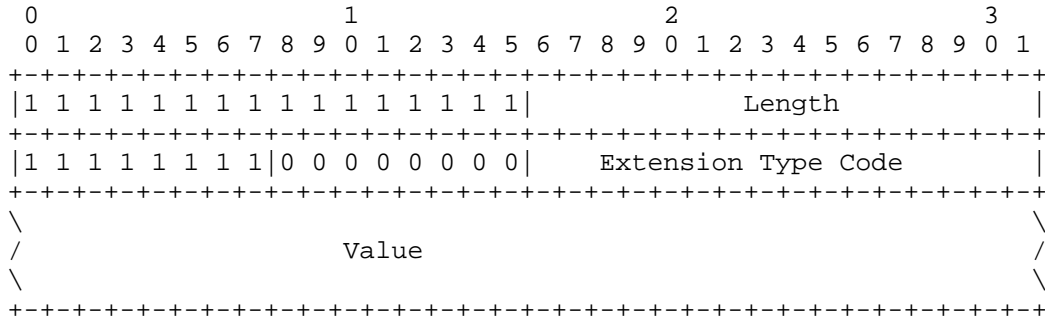 0                   1                   2                   3
 0 1 2 3 4 5 6 7 8 9 0 1 2 3 4 5 6 7 8 9 0 1 2 3 4 5 6 7 8 9 0 1
+-+-+-+-+-+-+-+-+-+-+-+-+-+-+-+-+-+-+-+-+-+-+-+-+-+-+-+-+-+-+-+-+
|1 1 1 1 1 1 1 1 1 1 1 1 1 1 1 1|             Length            |
+-+-+-+-+-+-+-+-+-+-+-+-+-+-+-+-+-+-+-+-+-+-+-+-+-+-+-+-+-+-+-+-+
|1 1 1 1 1 1 1 1|0 0 0 0 0 0 0 0|    Extension Type Code        |
+-+-+-+-+-+-+-+-+-+-+-+-+-+-+-+-+-+-+-+-+-+-+-+-+-+-+-+-+-+-+-+-+
\                                                               \
/                    Value                                      /
\                                                               \
+-+-+-+-+-+-+-+-+-+-+-+-+-+-+-+-+-+-+-+-+-+-+-+-+-+-+-+-+-+-+-+-+